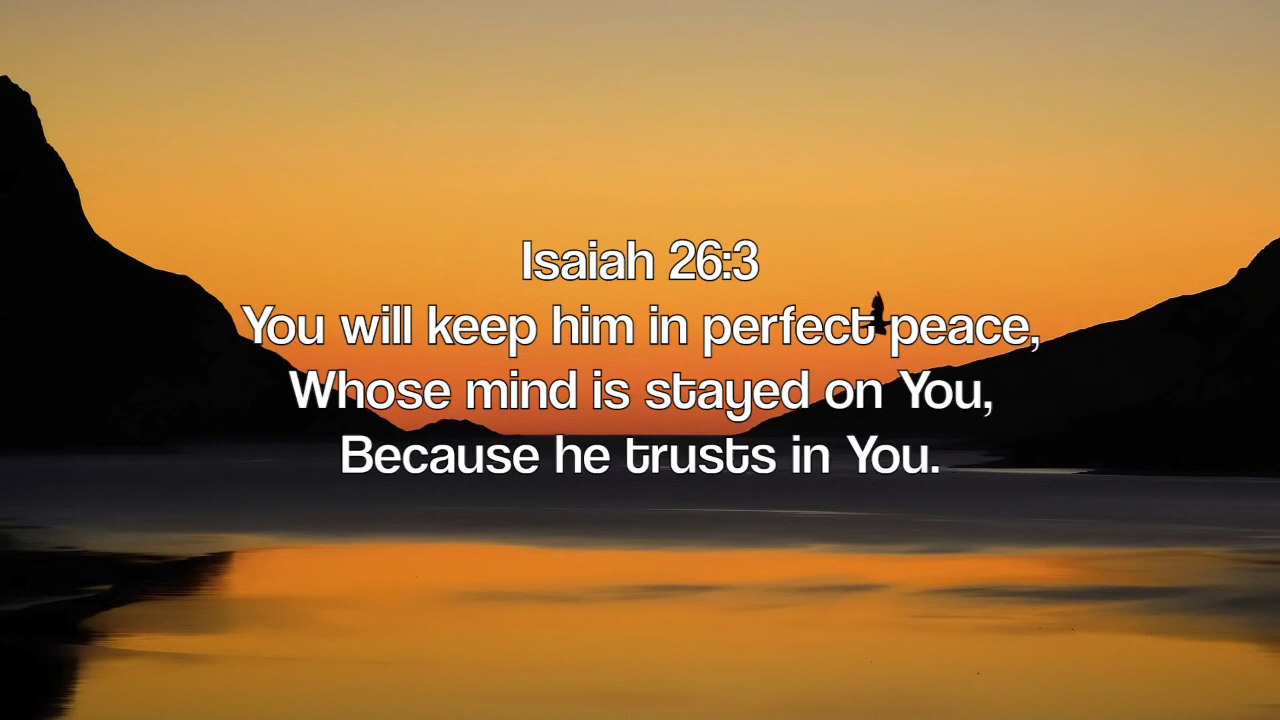 Isaiah 26:3
You will keep him in perfect peace,
Whose mind is stayed on You,
Because he trusts in You.